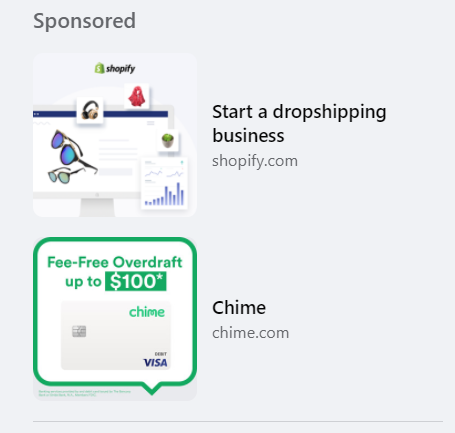 Sponsored
shopify
Start a dropshipping
business
shopify.com
Fee-Free Overdraft
up to $100*
chime
DEBIT
VISA
Chime
chime.com